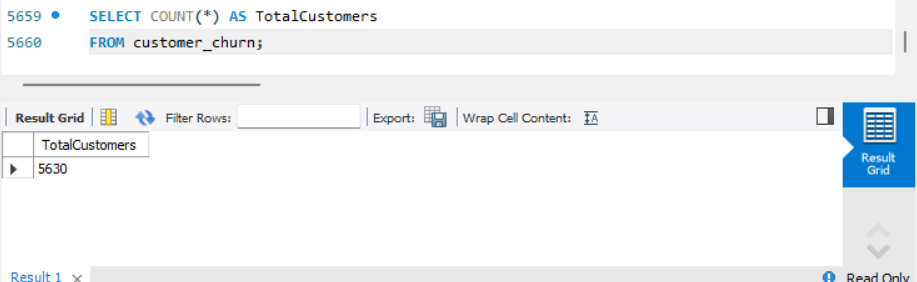 5659 SELECT COUNT(*) AS TotalCustomers
5660 FROM customer_churn;
Result Grid Filter Rows: Export: Wrap Cell Content: IA
TotalCustomers
5630
Result
Grid
Result 1 × Read Only